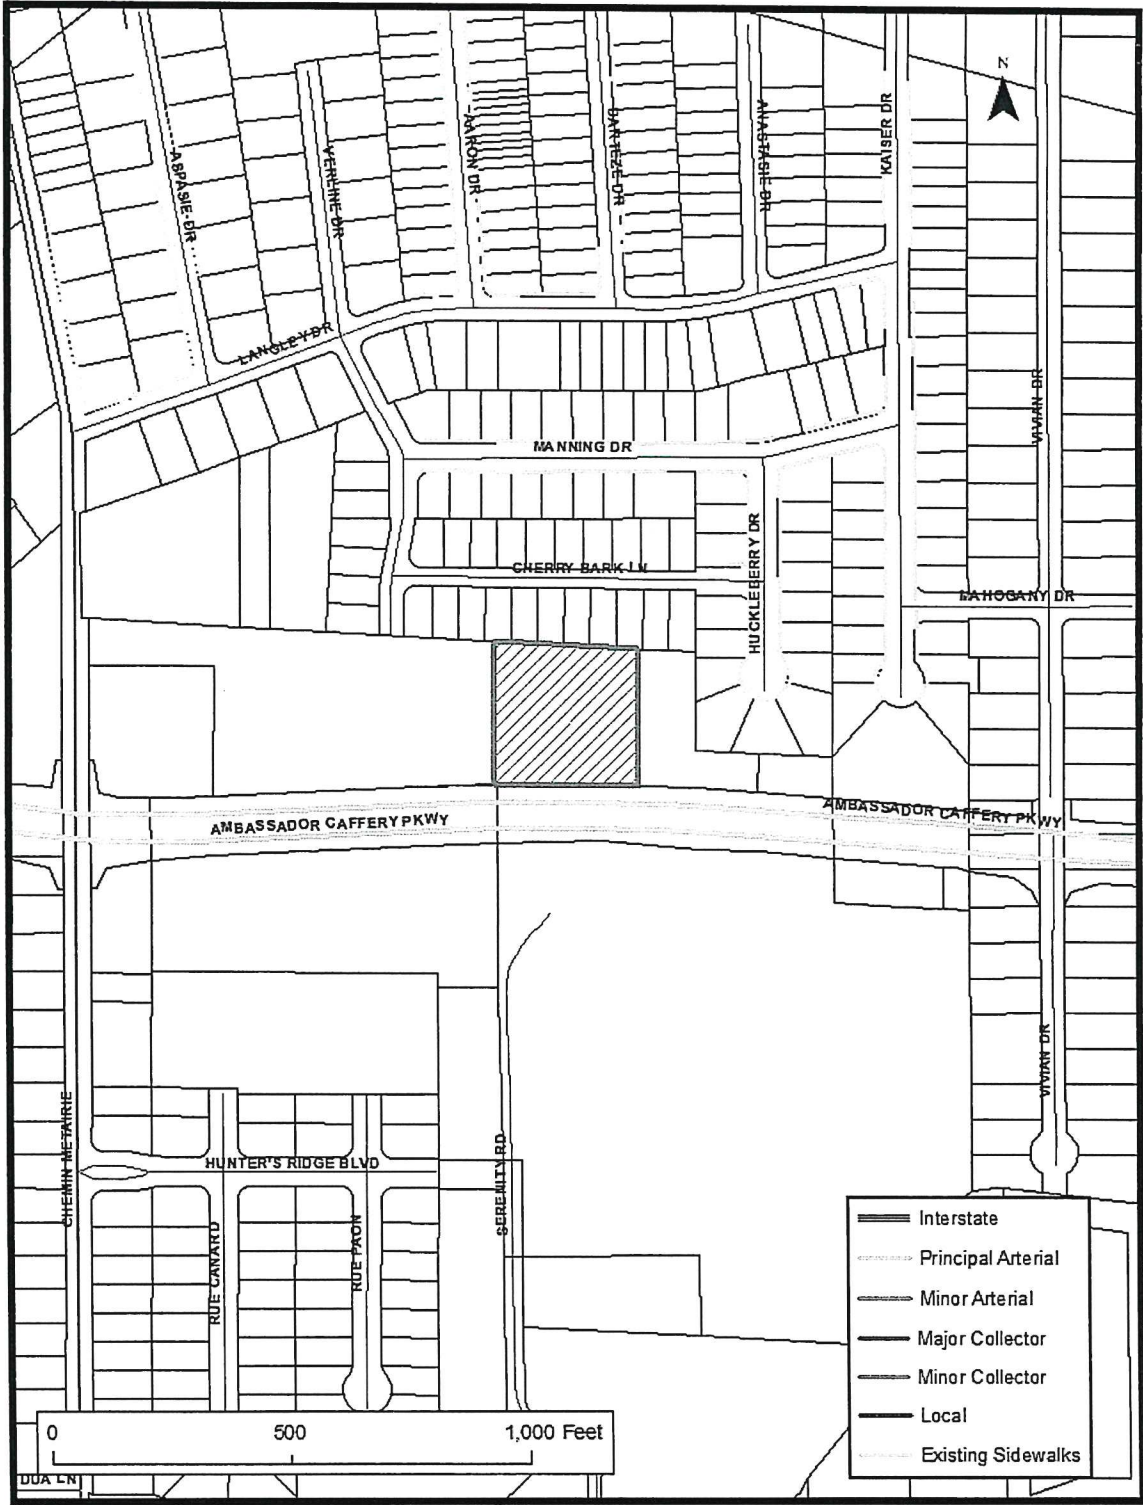 N
ASPASIE DR
VERLINE DR
AARON DR
DARTEZE DR
ANASTASIE DR
KAISER DR
LANGLEY DR
VIVIAN DR
MANNING DR
HUCKLEBERRY DR
CHERRY BARK LN
MAHOGANY DR
AMBASSADOR CAFFERY PKWY
AMBASSADOR CAFFERY PKWY
VIVIAN DR
CHEMIN METAIRIE
HUNTER'S RIDGE BLVD
SERENITY RD
RUE CANARD
RUE PAON
Interstate
Principal Arterial
Minor Arterial
Major Collector
Minor Collector
Local
Existing Sidewalks
0 500 1,000 Feet
LN